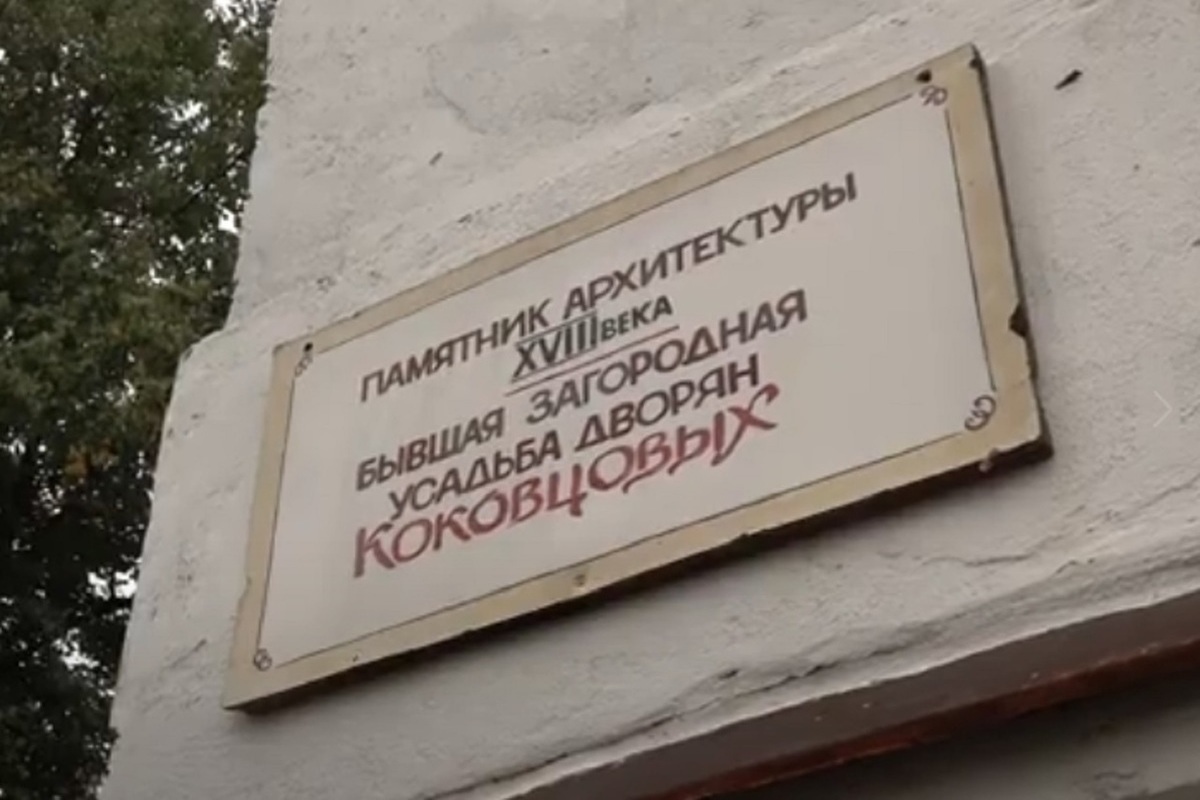 ПАМЯТНИК АРХИТЕКТУРЫ
XVIII ВЕКА
БЫВШАЯ ЗАГОРОДНАЯ
УСАДЬБА ДВОРЯН
КОКОВЦОВЫХ